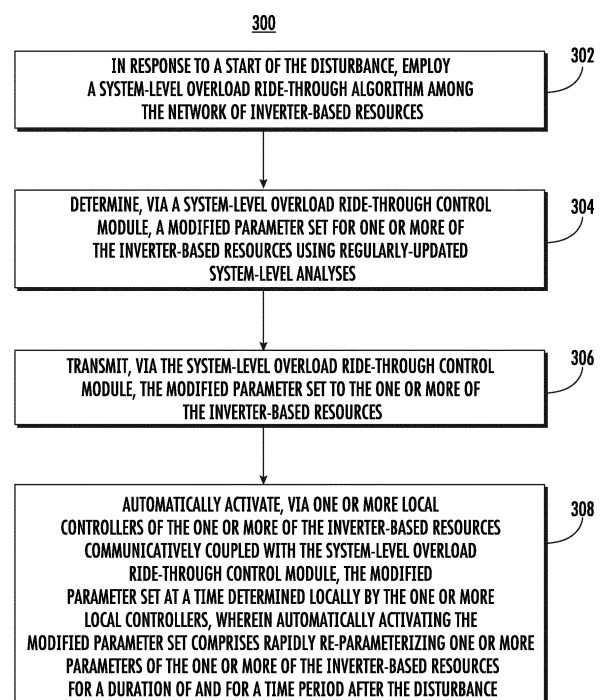 300
302
IN RESPONSE TO A START OF THE DISTURBANCE, EMPLOY
A SYSTEM-LEVEL OVERLOAD RIDE-THROUGH ALGORITHM AMONG
THE NETWORK OF INVERTER-BASED RESOURCES
304
DETERMINE, VIA A SYSTEM-LEVEL OVERLOAD RIDE-THROUGH CONTROL
MODULE, A MODIFIED PARAMETER SET FOR ONE OR MORE OF
THE INVERTER-BASED RESOURCES USING REGULARLY-UPDATED
SYSTEM-LEVEL ANALYSES
306
TRANSMIT, VIA THE SYSTEM-LEVEL OVERLOAD RIDE-THROUGH CONTROL
MODULE, THE MODIFIED PARAMETER SET TO THE ONE OR MORE OF
THE INVERTER-BASED RESOURCES
308
AUTOMATICALLY ACTIVATE, VIA ONE OR MORE LOCAL
CONTROLLERS OF THE ONE OR MORE OF THE INVERTER-BASED RESOURCES
COMMUNICATIVELY COUPLED WITH THE SYSTEM-LEVEL OVERLOAD
RIDE-THROUGH CONTROL MODULE, THE MODIFIED
PARAMETER SET AT A TIME DETERMINED LOCALLY BY THE ONE OR MORE
LOCAL CONTROLLERS, WHEREIN AUTOMATICALLY ACTIVATING THE
MODIFIED PARAMETER SET COMPRISES RAPIDLY RE-PARAMETERIZING ONE OR MORE
PARAMETERS OF THE ONE OR MORE OF THE INVERTER-BASED RESOURCES
FOR A DURATION OF AND FOR A TIME PERIOD AFTER THE DISTURBANCE